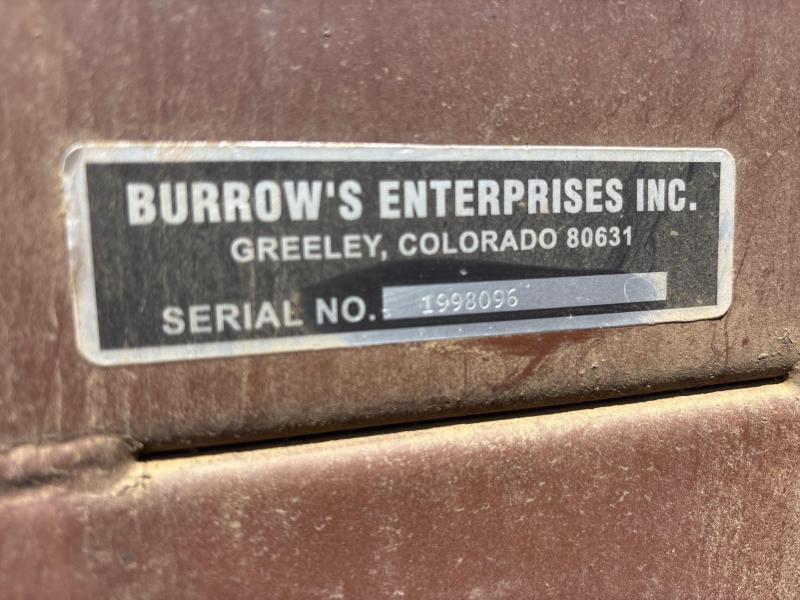 BURROW'S ENTERPRISES INC.
GREELEY, COLORADO 80631
SERIAL NO. 1998096